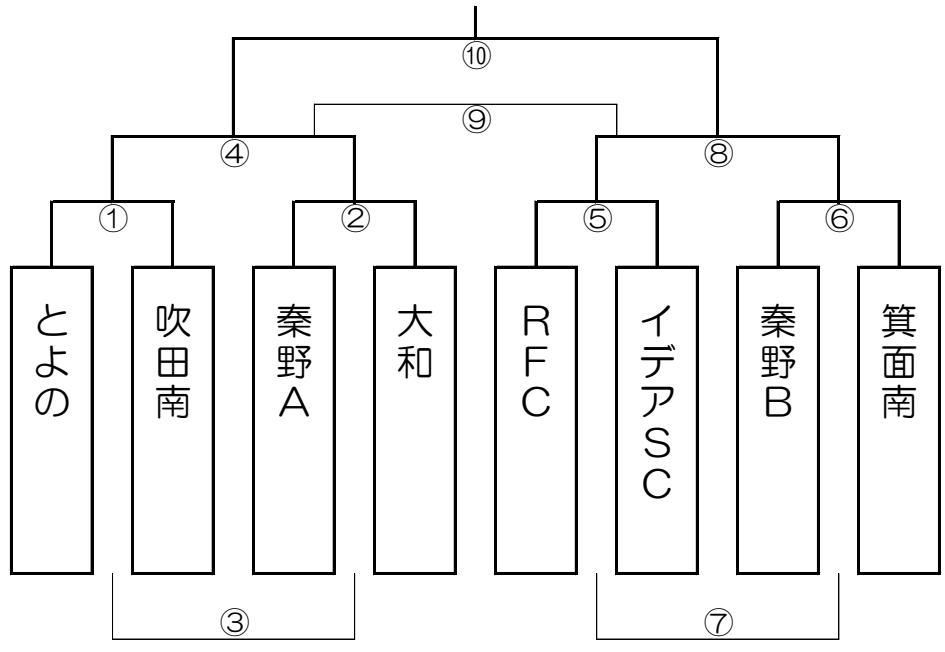 ⑩
⑨
④
⑧
①
②
⑤
⑥
とよの
吹田南
秦野A
大和
RFC
イデアSC
秦野B
箕面南
③
⑦